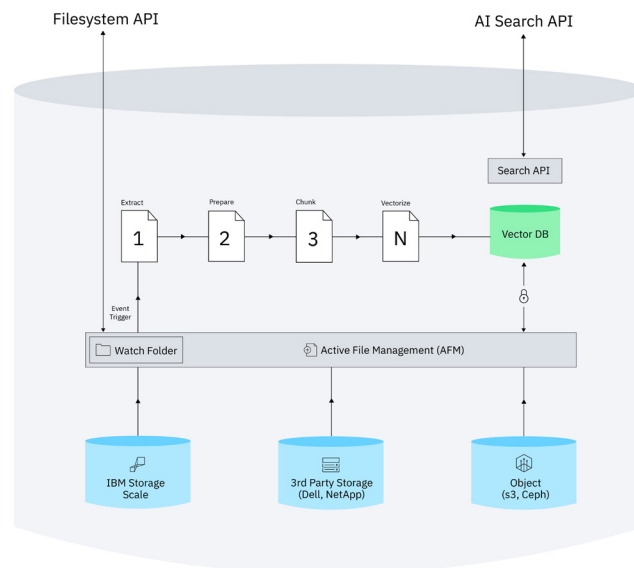 Filesystem API
AI Search API
Search API
Extract
Prepare
Chunk
Vectorize
1
2
3
N
Vector DB
Event
Trigger
Watch Folder
Active File Management (AFM)
IBM Storage
Scale
3rd Party Storage
(Dell, NetApp)
Object
(s3, Ceph)